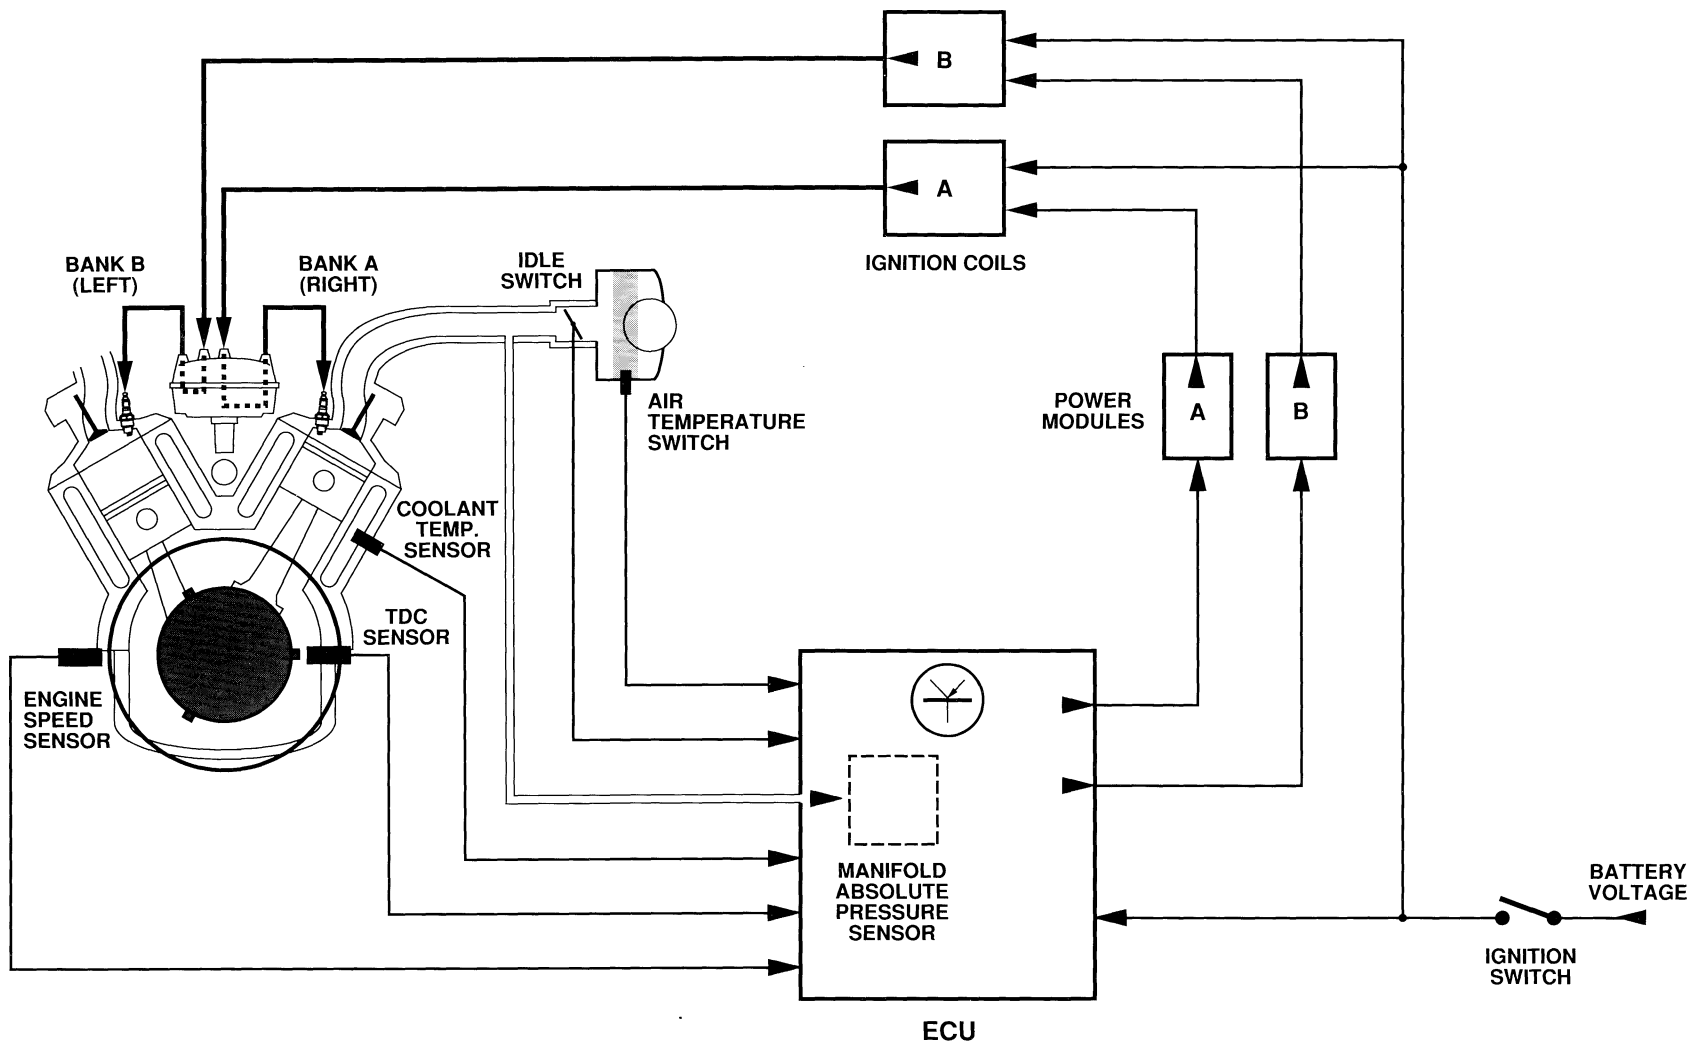 B
A
IGNITION COILS
BANK B
(LEFT)
BANK A
(RIGHT)
IDLE
SWITCH
AIR
TEMPERATURE
SWITCH
POWER
MODULES
A
B
COOLANT
TEMP.
SENSOR
TDC
SENSOR
ENGINE
SPEED
SENSOR
MANIFOLD
ABSOLUTE
PRESSURE
SENSOR
BATTERY
VOLTAGE
IGNITION
SWITCH
ECU